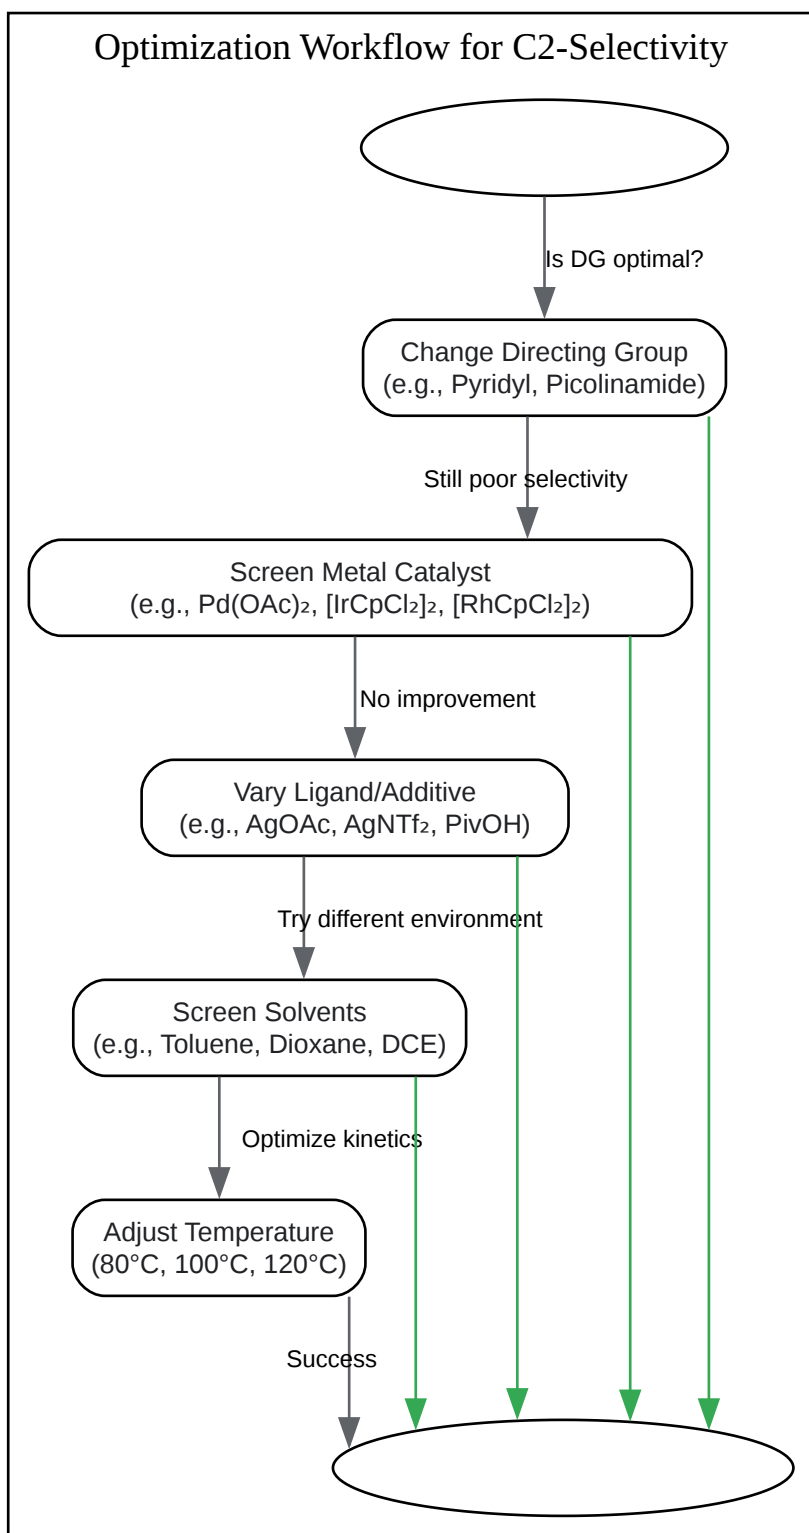 Optimization Workflow for C2-Selectivity
Is DG optimal?
Change Directing Group
(e.g., Pyridyl, Picolinamide)
Still poor selectivity
Screen Metal Catalyst
(e.g., Pd(OAc)₂, [IrCpCl₂]₂, [RhCpCl₂]₂)
No improvement
Vary Ligand/Additive
(e.g., AgOAc, AgNTf₂, PivOH)
Try different environment
Screen Solvents
(e.g., Toluene, Dioxane, DCE)
Optimize kinetics
Adjust Temperature
(80°C, 100°C, 120°C)
Success